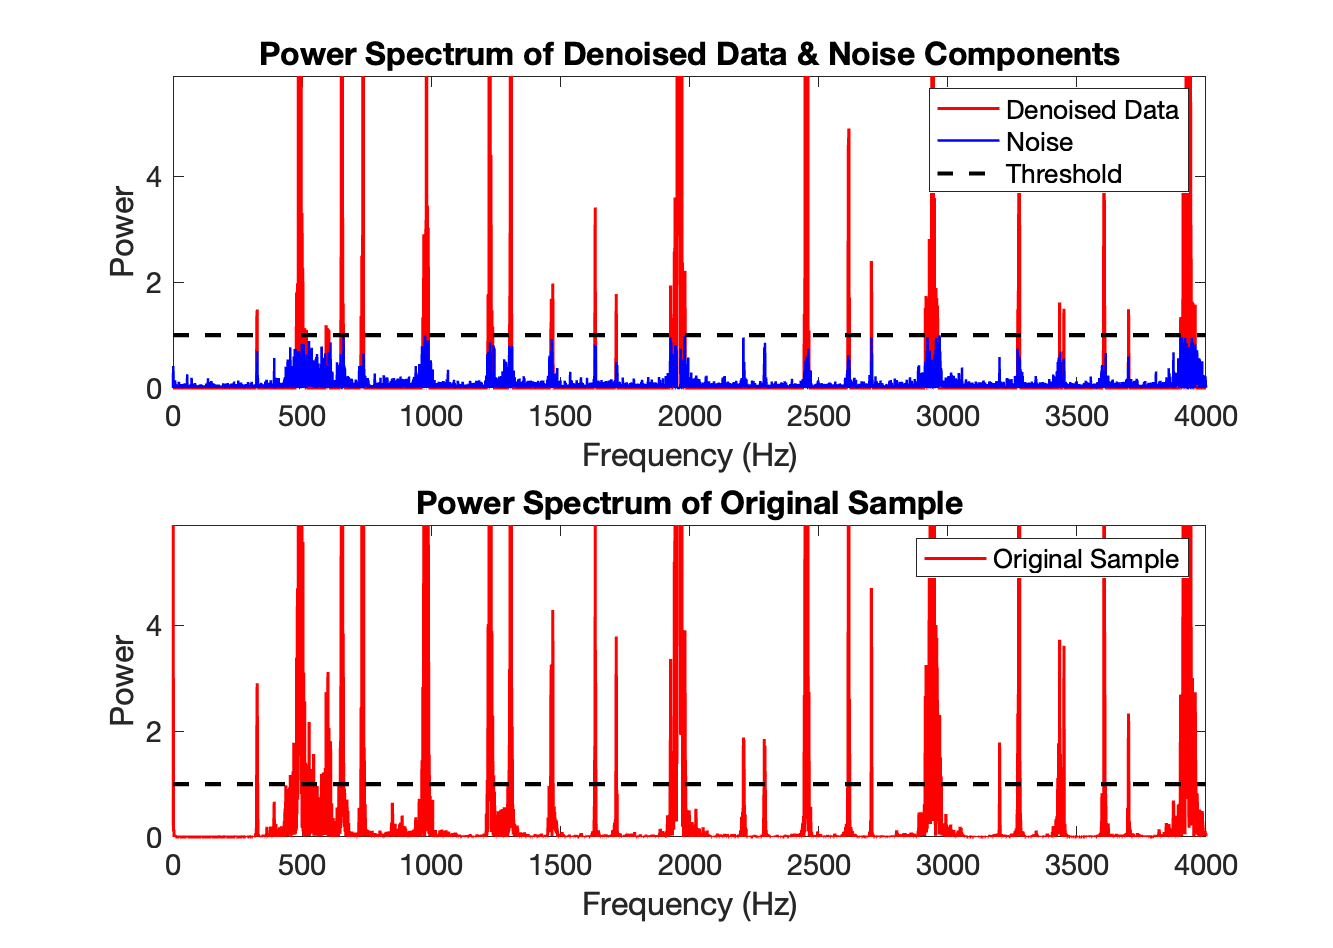 Power Spectrum of Denoised Data & Noise Components
Denoised Data
Noise
Threshold
Power
4
2
0
0 500 1000 1500 2000 2500 3000 3500 4000
Frequency (Hz)
Power Spectrum of Original Sample
Original Sample
Power
4
2
0
0 500 1000 1500 2000 2500 3000 3500 4000
Frequency (Hz)